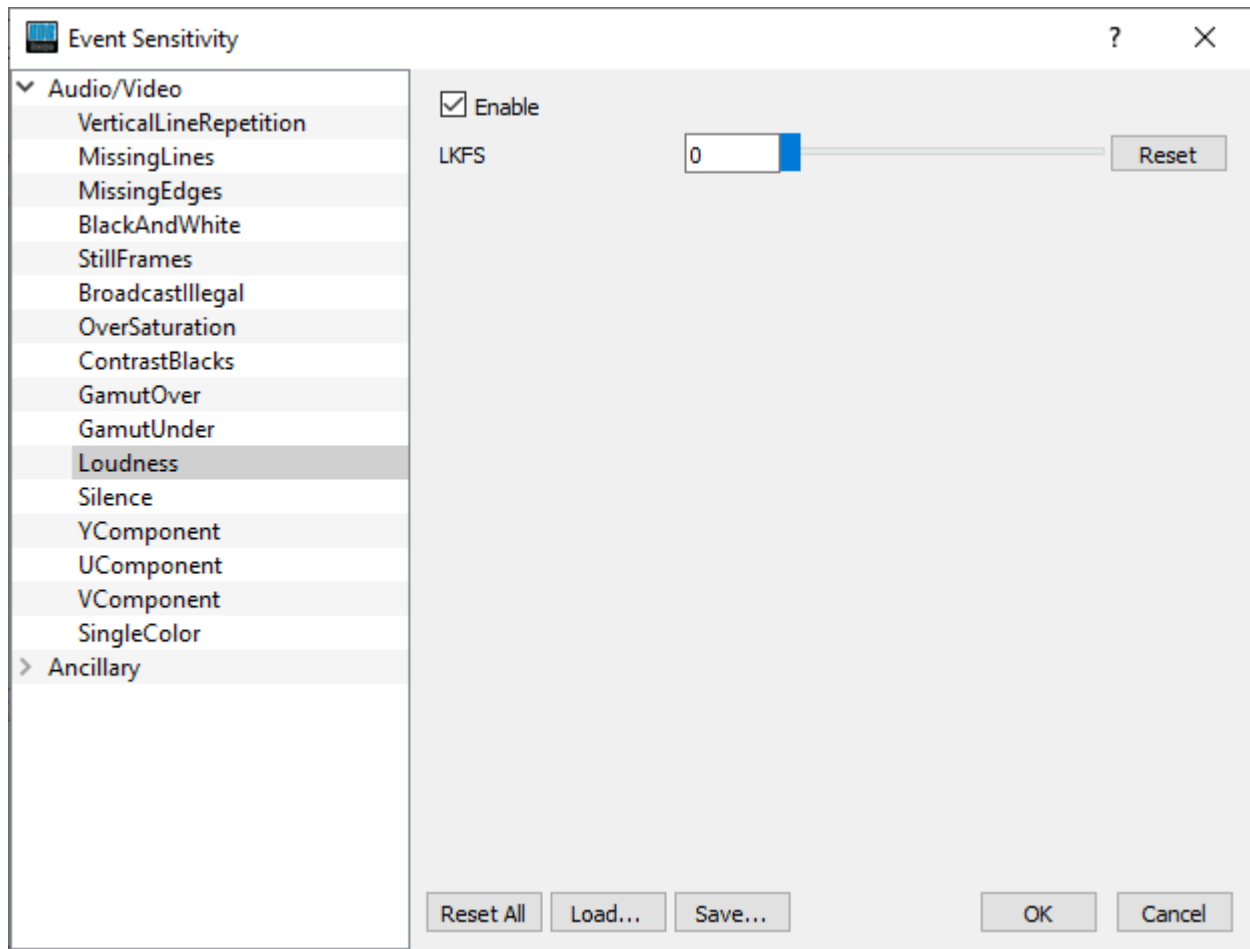 Event Sensitivity
?
Audio/Video
VerticalLineRepetition
MissingLines
MissingEdges
BlackAndWhite
StillFrames
BroadcastIllegal
OverSaturation
ContrastBlacks
GamutOver
GamutUnder
Loudness
Silence
YComponent
UComponent
VComponent
SingleColor
Ancillary
Enable
LKFS 0 Reset
Reset All Load... Save... OK Cancel